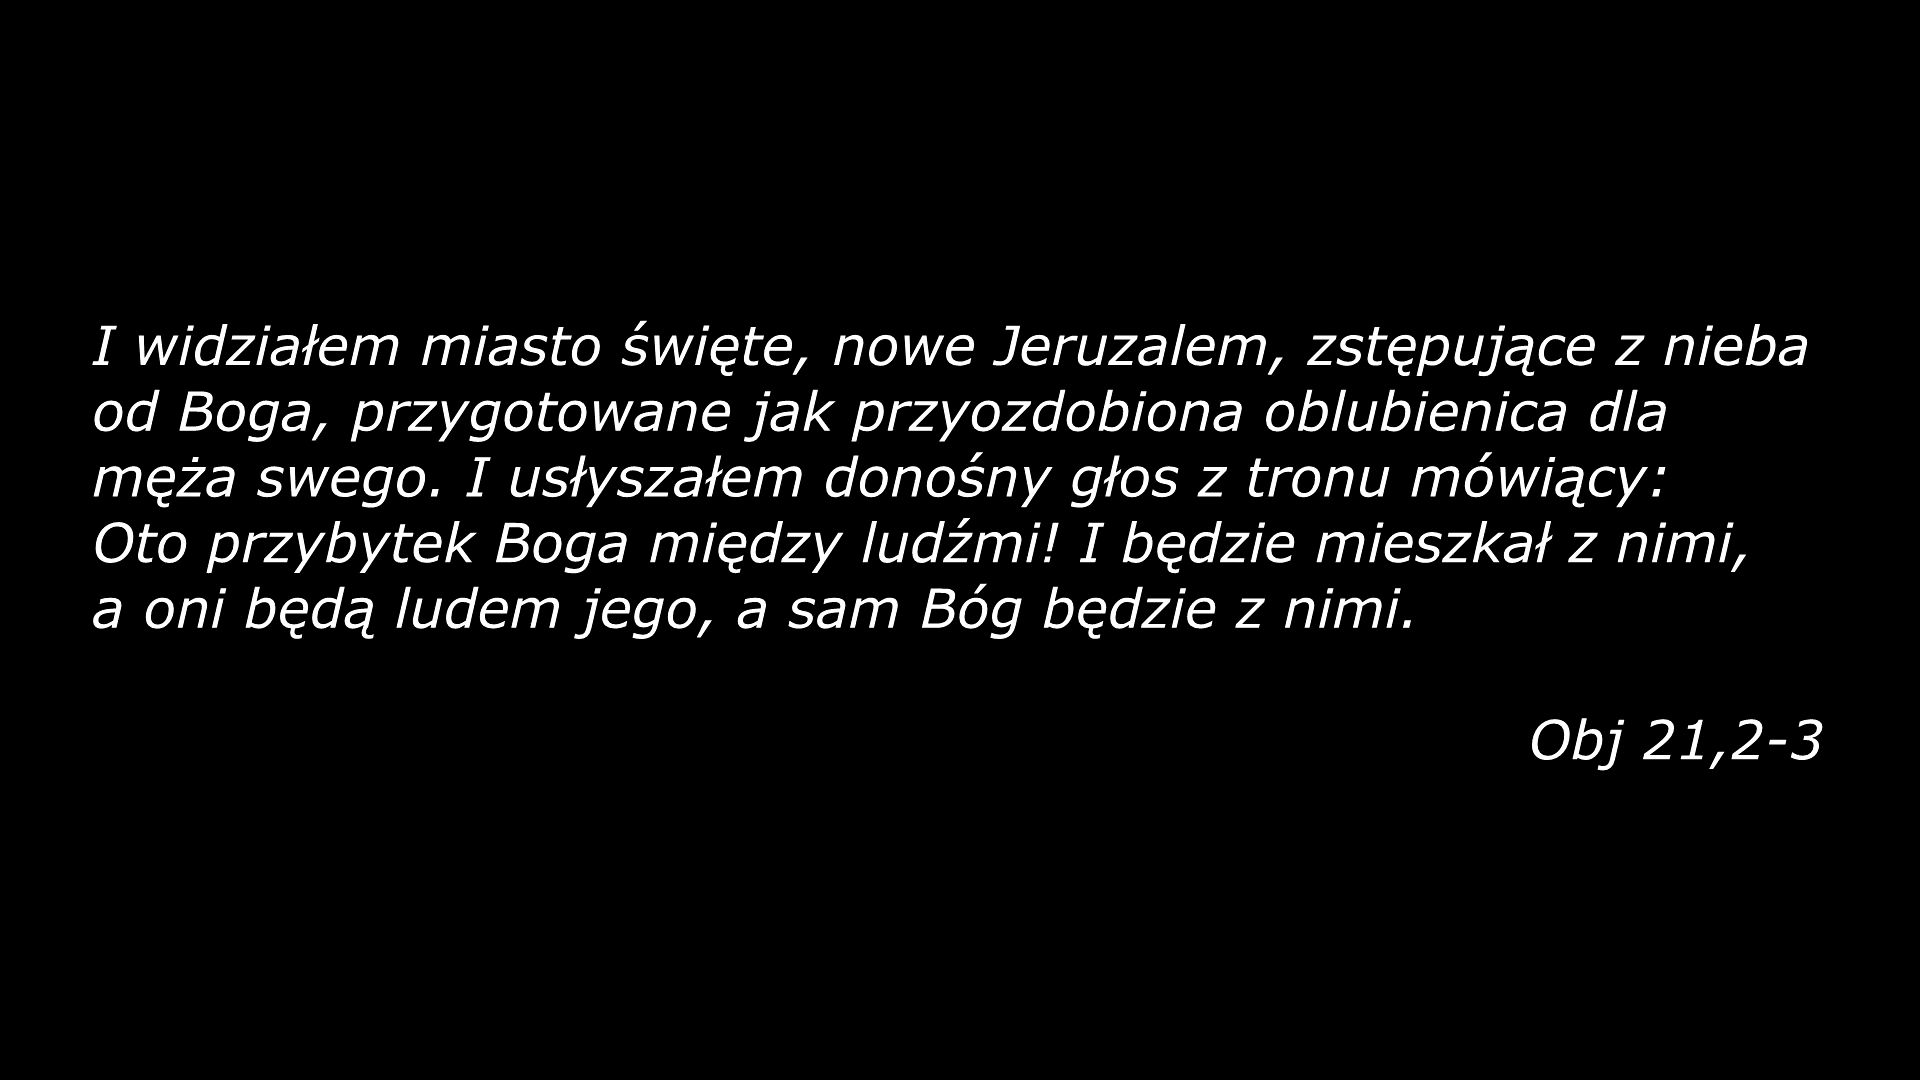 I widziałem miasto święte, nowe Jeruzalem, zstępujące z nieba
od Boga, przygotowane jak przyozdobiona oblubienica dla
męża swego. I usłyszałem donośny głos z tronu mówiący:
Oto przybytek Boga między ludźmi! I będzie mieszkał z nimi,
a oni będą ludem jego, a sam Bóg będzie z nimi.
Obj 21,2-3